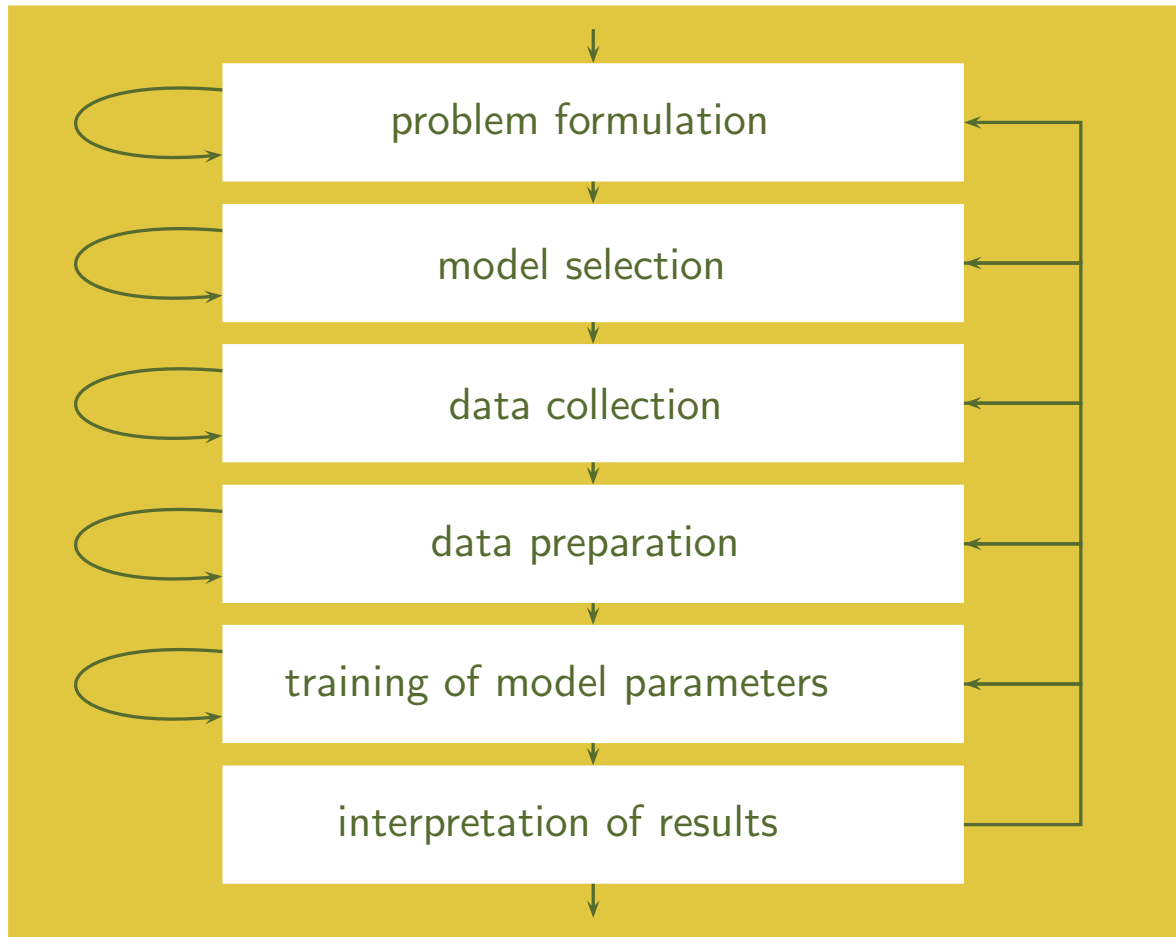 problem formulation
model selection
data collection
data preparation
training of model parameters
interpretation of results